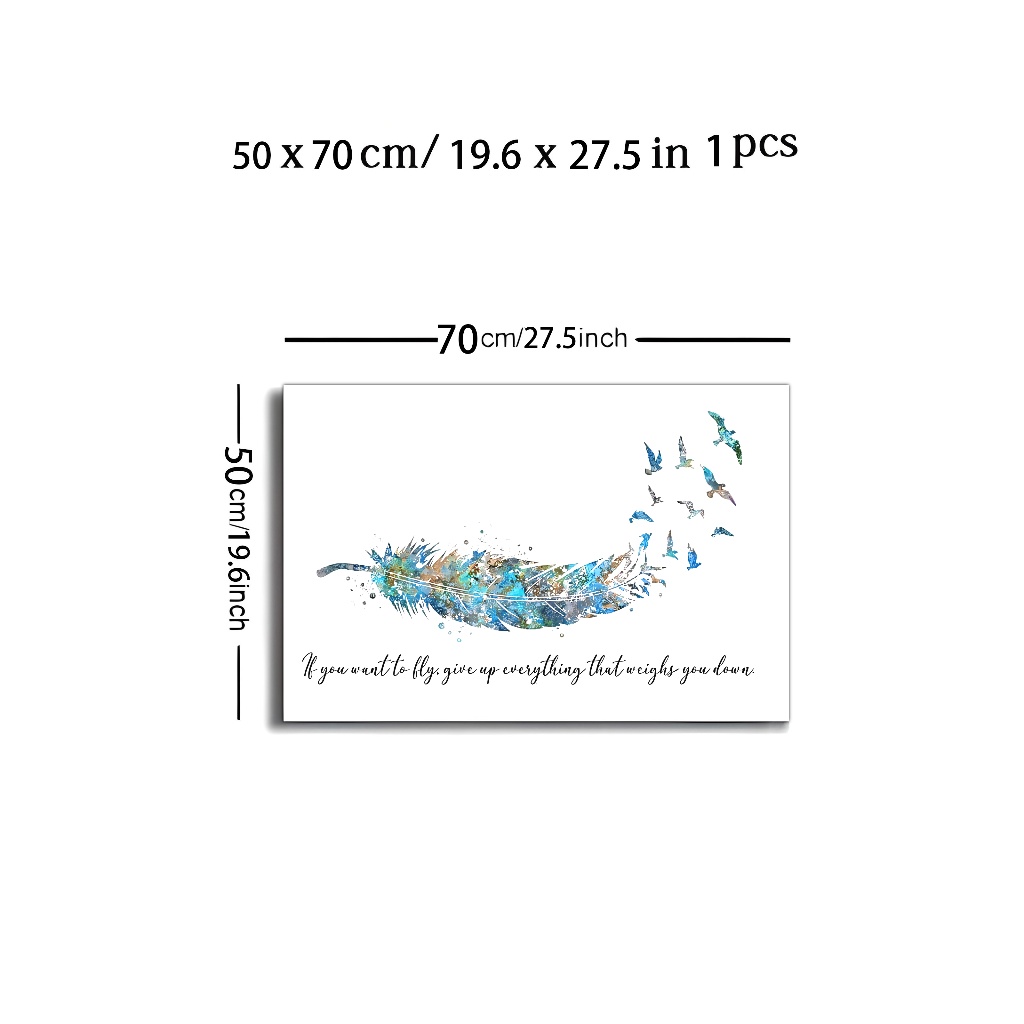 50 x 70 cm/ 19.6 x 27.5 in 1 pcs
70cm/27.5inch
50cm/19.6inch
If you want to fly, give up everything that weighs you down.